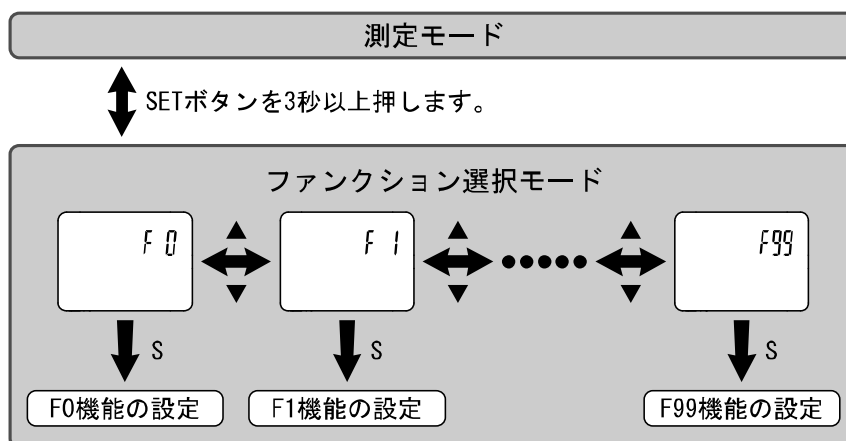 測定モード
SETボタンを3秒以上押します。
ファンクション選択モード
F 0
F 1
F99
S
S
S
F0機能の設定
F1機能の設定
F99機能の設定